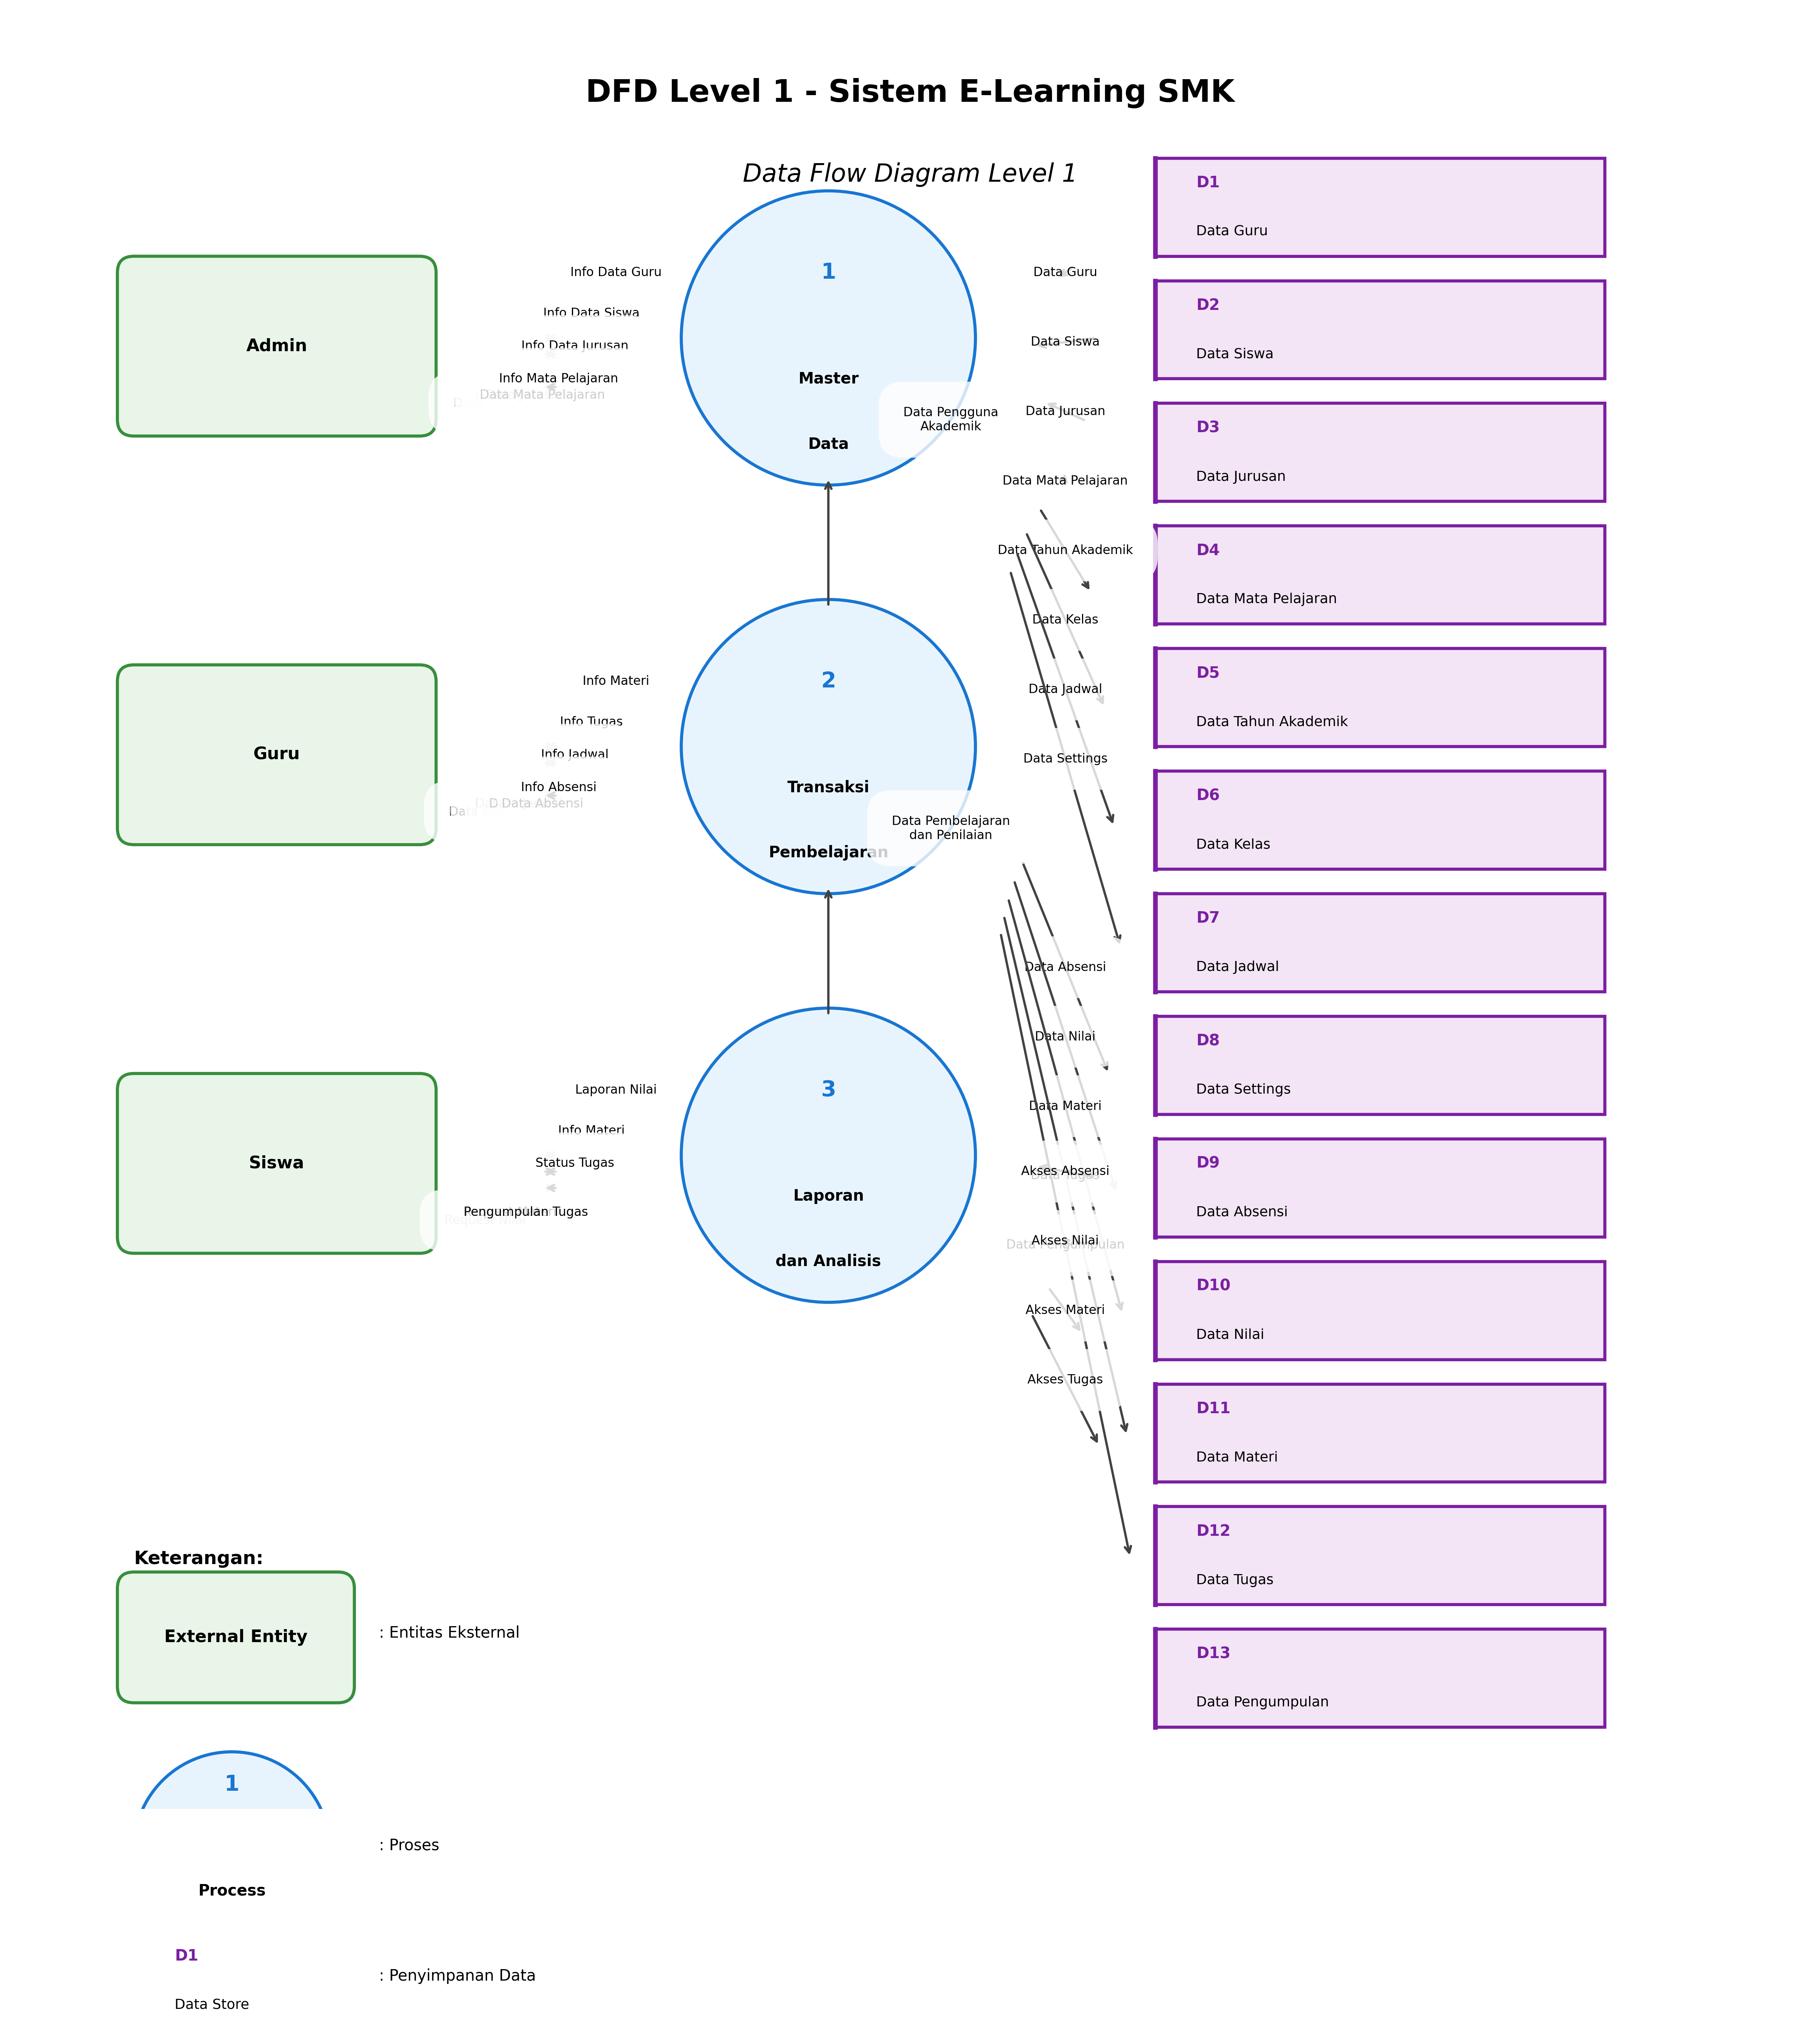 DFD Level 1 - Sistem E-Learning SMK
Data Flow Diagram Level 1
Admin
Info Data Guru
Info Data Siswa
Info Data Jurusan
Info Mata Pelajaran
Data Mata Pelajaran
1
Master
Data
Data Pengguna
Akademik
Data Guru
Data Siswa
Data Jurusan
Data Mata Pelajaran
Data Tahun Akademik
Data Kelas
Data Jadwal
Data Settings
Guru
Info Materi
Info Tugas
Info Jadwal
Info Absensi
Data Absensi
2
Transaksi
Pembelajaran
Data Pembelajaran
dan Penilaian
Data Absensi
Data Nilai
Data Materi
Data Tugas
Data Pengumpulan
Siswa
Laporan Nilai
Info Materi
Status Tugas
Pengumpulan Tugas
3
Laporan
dan Analisis
Akses Absensi
Akses Nilai
Akses Materi
Akses Tugas
D1
Data Guru
D2
Data Siswa
D3
Data Jurusan
D4
Data Mata Pelajaran
D5
Data Tahun Akademik
D6
Data Kelas
D7
Data Jadwal
D8
Data Settings
D9
Data Absensi
D10
Data Nilai
D11
Data Materi
D12
Data Tugas
D13
Data Pengumpulan
Keterangan:
External Entity
: Entitas Eksternal
1
Process
: Proses
D1
Data Store
: Penyimpanan Data